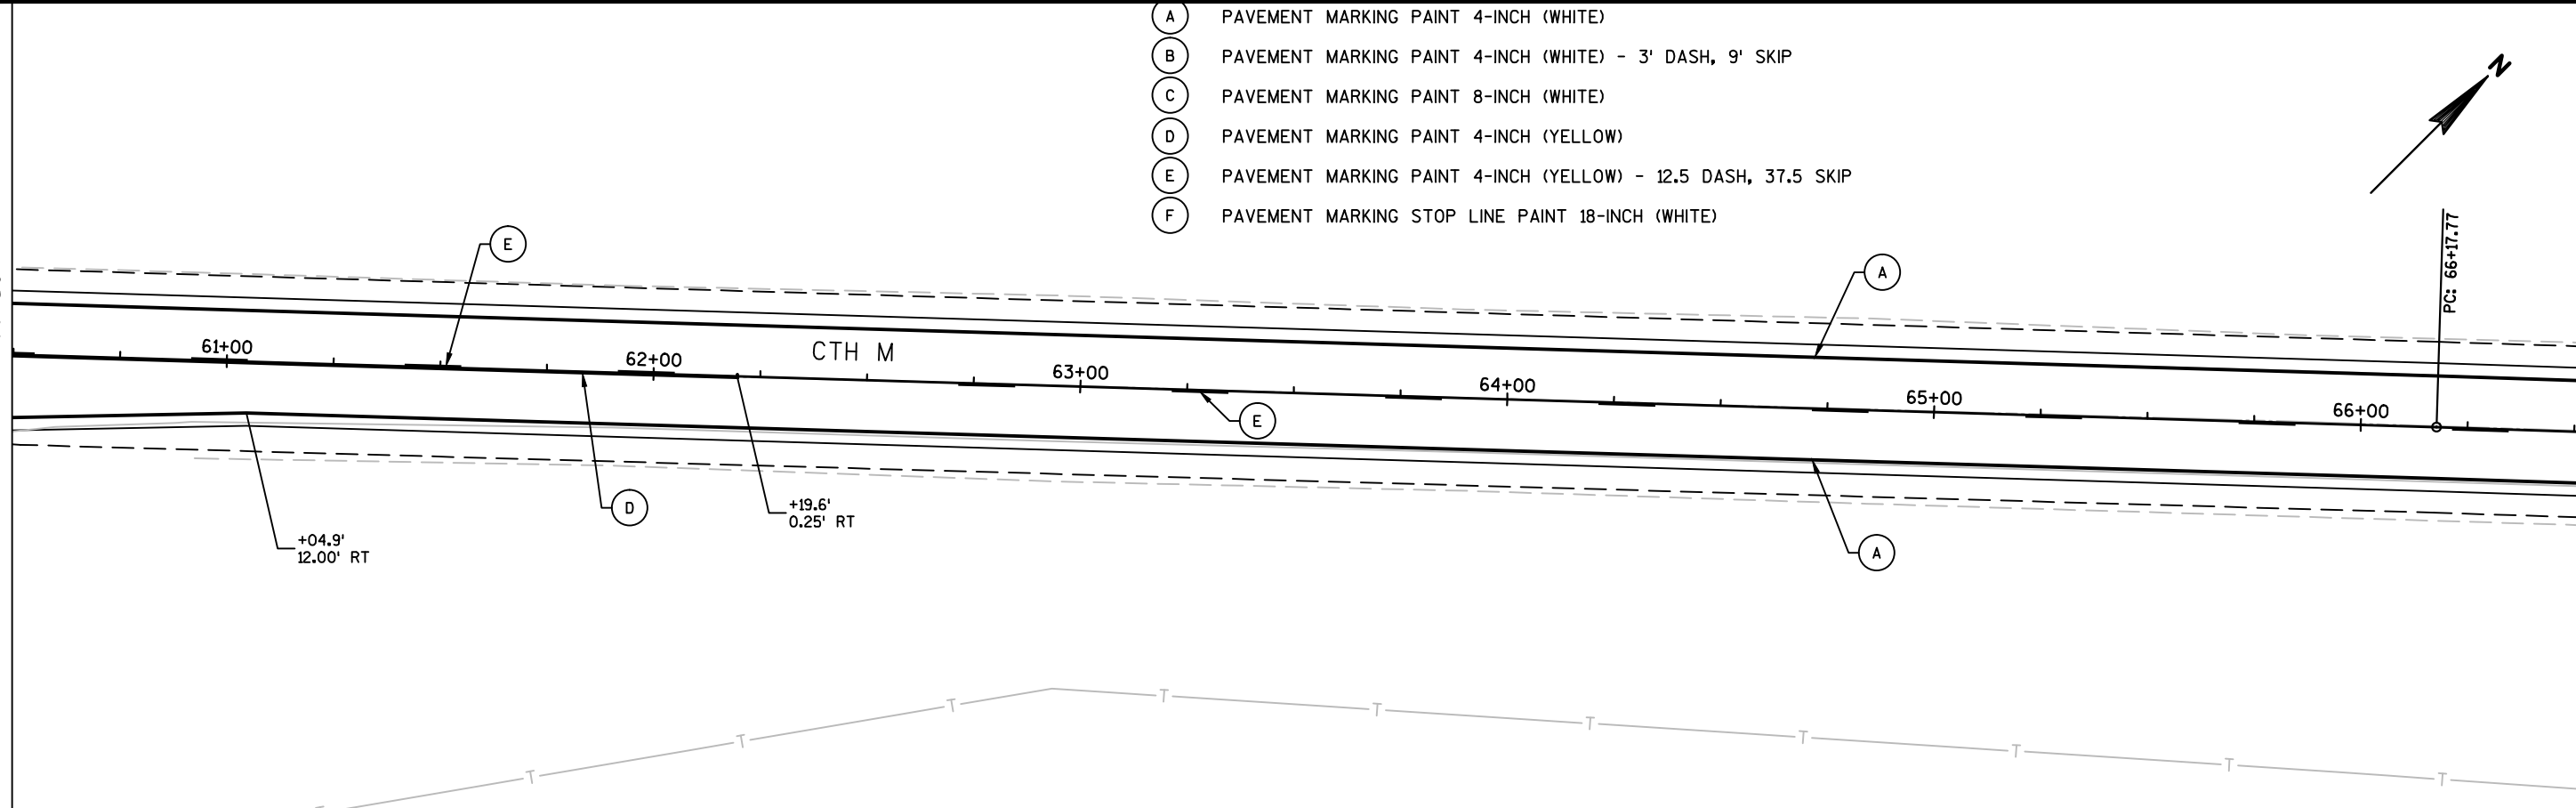 A PAVEMENT MARKING PAINT 4-INCH (WHITE)
B PAVEMENT MARKING PAINT 4-INCH (WHITE) - 3' DASH, 9' SKIP
C PAVEMENT MARKING PAINT 8-INCH (WHITE)
D PAVEMENT MARKING PAINT 4-INCH (YELLOW)
E PAVEMENT MARKING PAINT 4-INCH (YELLOW) - 12.5 DASH, 37.5 SKIP
F PAVEMENT MARKING STOP LINE PAINT 18-INCH (WHITE)
N
PC: 66+17.77
E
A
61+00
62+00
CTH M
63+00
64+00
65+00
66+00
E
D
+19.6'
0.25' RT
+04.9'
12.00' RT
A
T
T
T
T
T
T
T
T
T
T